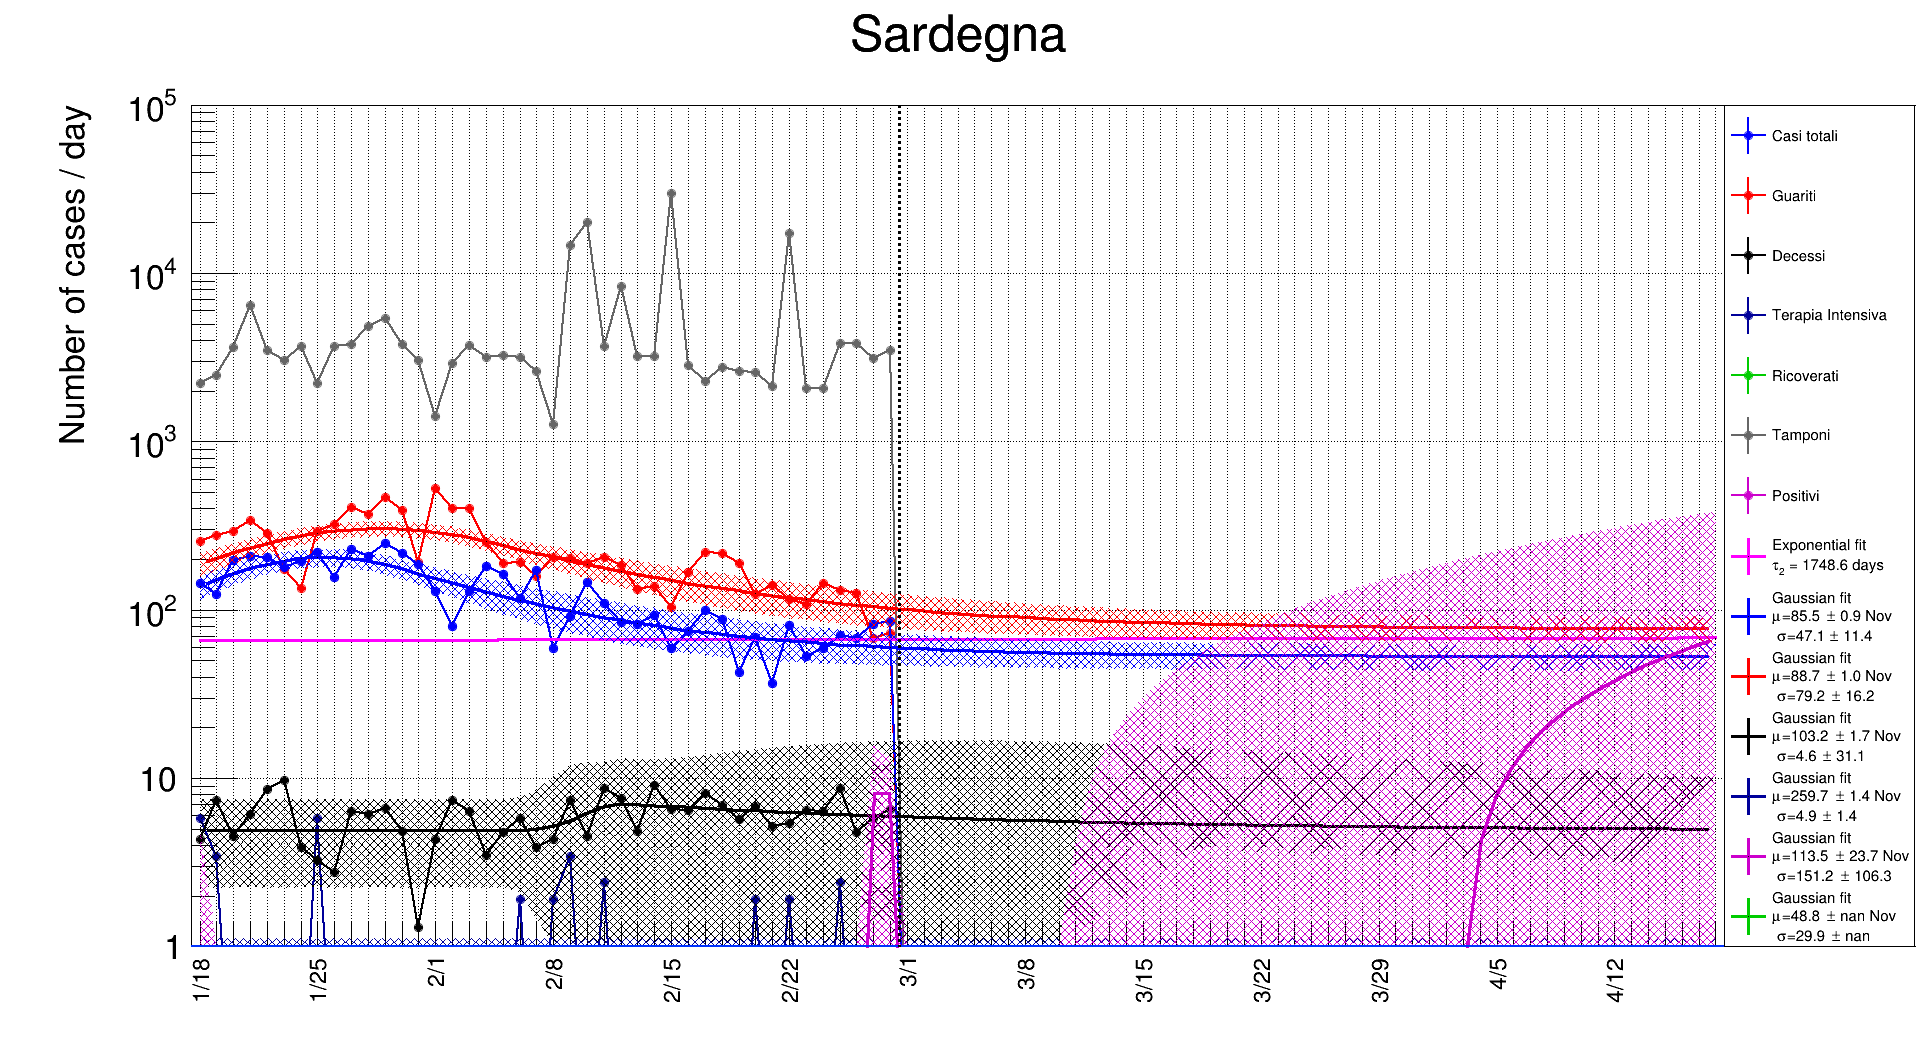 Sardegna
Number of cases / day
10^5
10^4
10^3
10^2
10
1
1/18
1/25
2/1
2/8
2/15
2/22
3/1
3/8
3/15
3/22
3/29
4/5
4/12
Casi totali
Guariti
Decessi
Terapia Intensiva
Ricoverati
Tamponi
Positivi
Exponential fit
τ₂ = 1748.6 days
Gaussian fit
μ=85.5 ± 0.9 Nov
σ=47.1 ± 11.4
Gaussian fit
μ=88.7 ± 1.0 Nov
σ=79.2 ± 16.2
Gaussian fit
μ=103.2 ± 1.7 Nov
σ=4.6 ± 31.1
Gaussian fit
μ=259.7 ± 1.4 Nov
σ=4.9 ± 1.4
Gaussian fit
μ=113.5 ± 23.7 Nov
σ=151.2 ± 106.3
Gaussian fit
μ=48.8 ± nan Nov
σ=29.9 ± nan